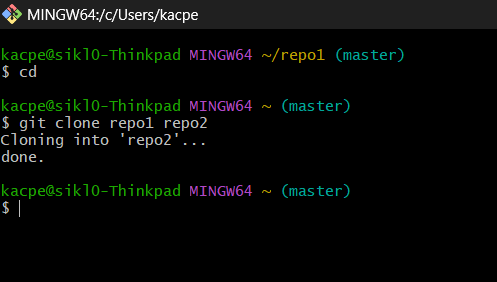 MINGW64:/c/Users/kacpe
kacpe@sikl0-Thinkpad MINGW64 ~/repo1 (master)
$ cd
kacpe@sikl0-Thinkpad MINGW64 ~ (master)
$ git clone repo1 repo2
Cloning into 'repo2'...
done.
kacpe@sikl0-Thinkpad MINGW64 ~ (master)
$